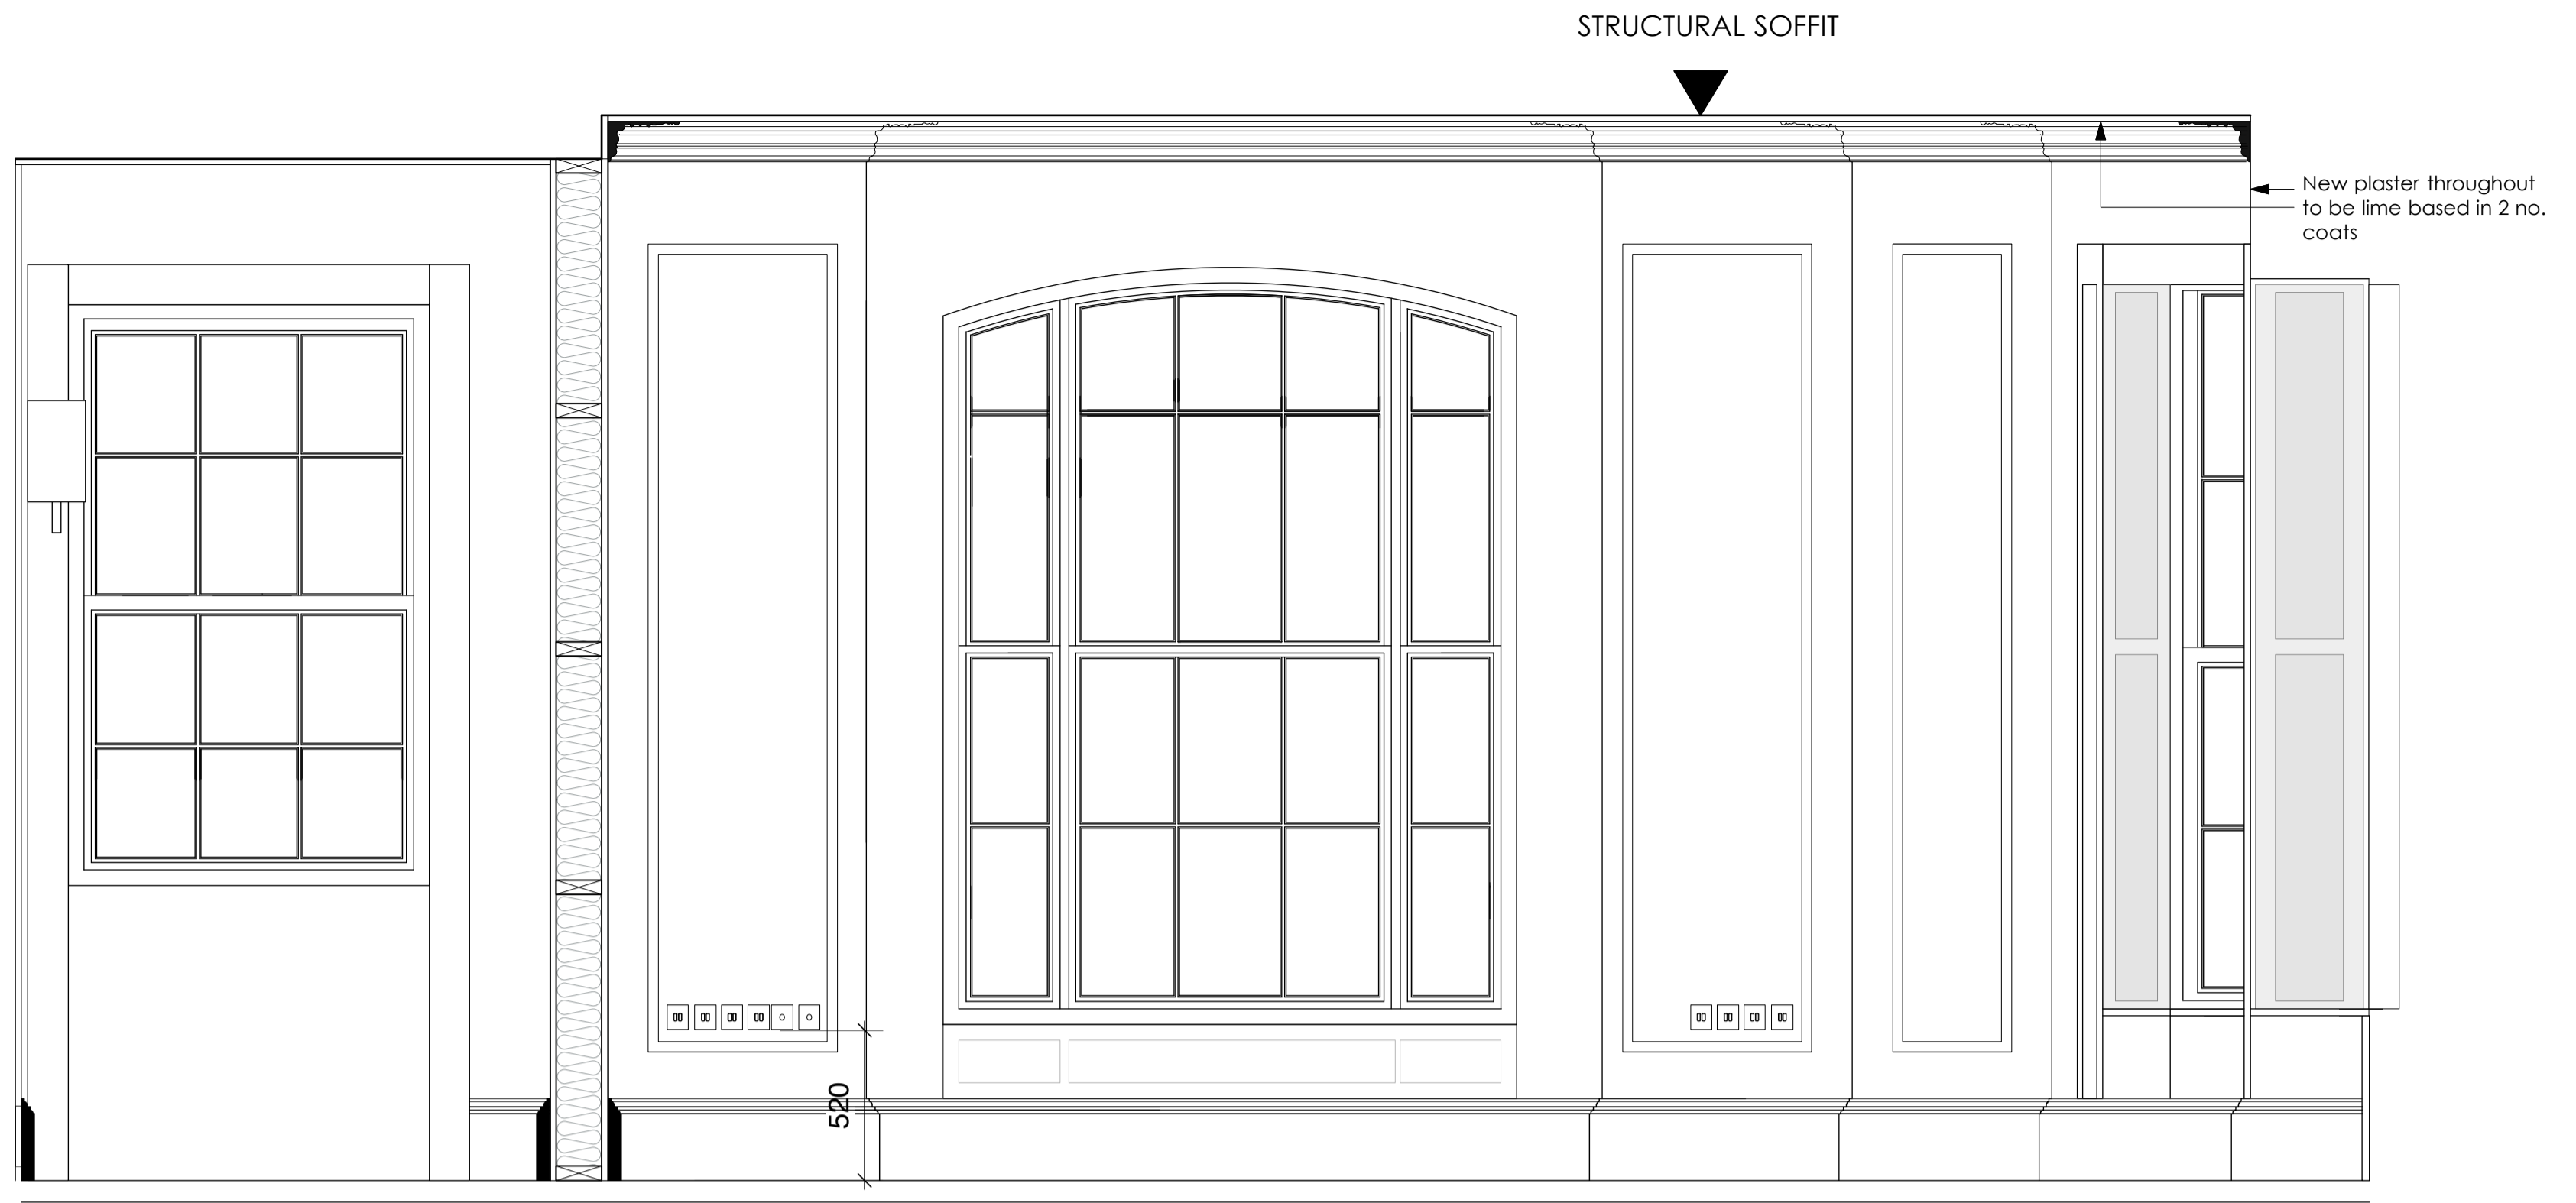 STRUCTURAL SOFFIT
New plaster throughout
to be lime based in 2 no.
coats
520